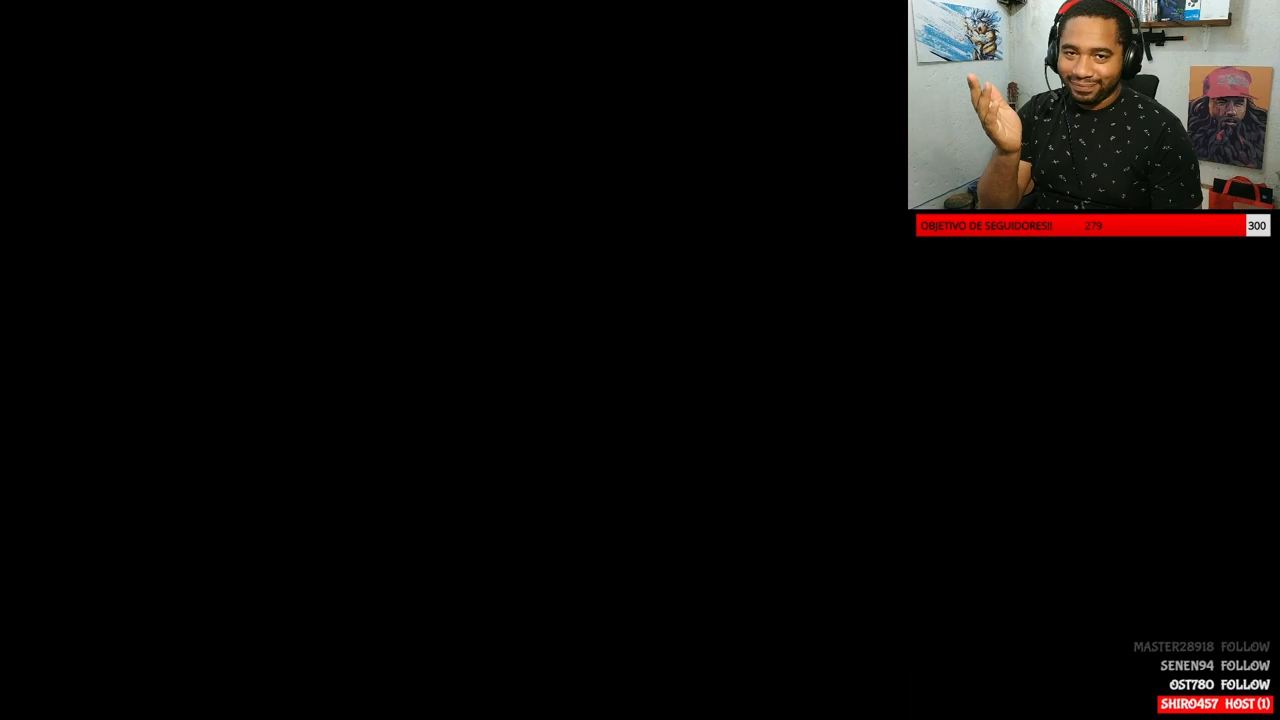 OBJETIVO DE SEGUIDORES!! 279 300
MASTER28918 FOLLOW
SENEN94 FOLLOW
OST780 FOLLOW
SHIRO457 HOST (1)